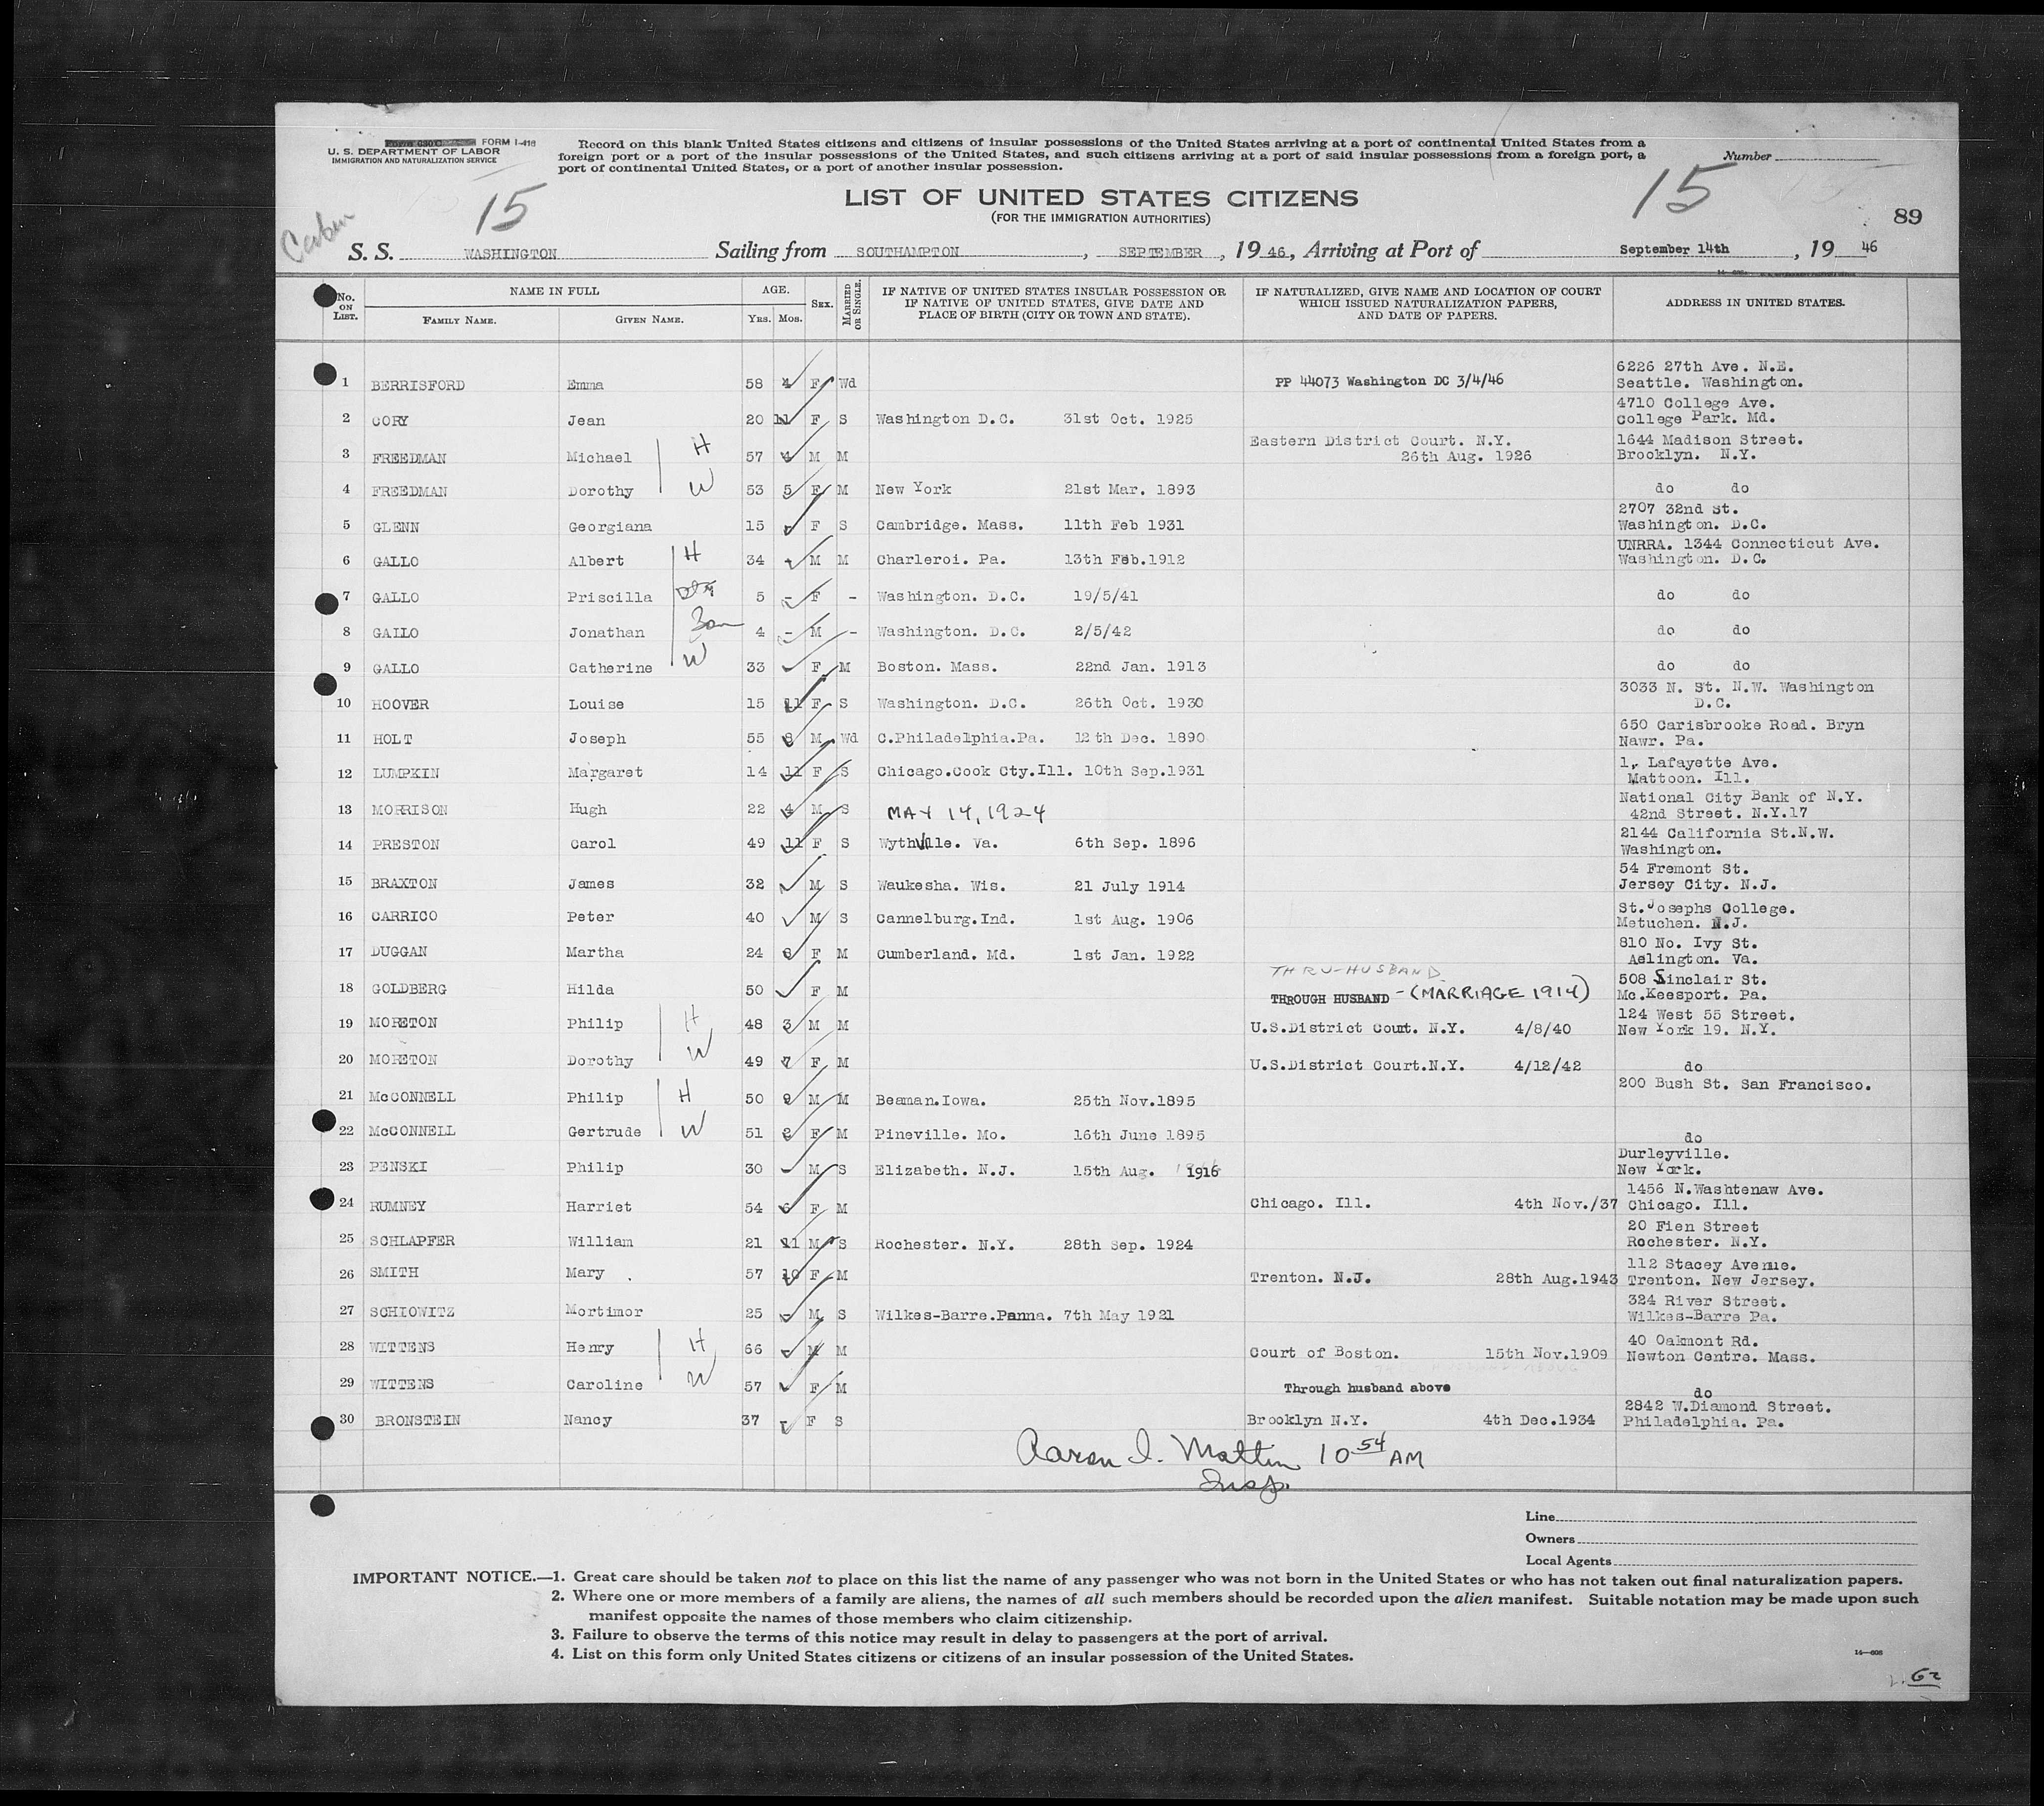 FORM I-416
U. S. DEPARTMENT OF LABOR
IMMIGRATION AND NATURALIZATION SERVICE
Record on this blank United States citizens and citizens of insular possessions of the United States arriving at a port of continental United States from a
foreign port or a port of the insular possessions of the United States, and such citizens arriving at a port of said insular possessions from a foreign port, a
port of continental United States, or a port of another insular possession.
Number
15
15
LIST OF UNITED STATES CITIZENS
(FOR THE IMMIGRATION AUTHORITIES)
89
S. S. WASHINGTON Sailing from SOUTHAMPTON, SEPTEMBER, 19 46, Arriving at Port of September 14th, 19 46
No. ON LIST. NAME IN FULL FAMILY NAME. GIVEN NAME. AGE. YRS. MOS. SEX. MARRIED OR SINGLE. IF NATIVE OF UNITED STATES INSULAR POSSESSION OR IF NATIVE OF UNITED STATES, GIVE DATE AND PLACE OF BIRTH (CITY OR TOWN AND STATE). IF NATURALIZED, GIVE NAME AND LOCATION OF COURT WHICH ISSUED NATURALIZATION PAPERS, AND DATE OF PAPERS. ADDRESS IN UNITED STATES.
1 BERRISFORD Emma 58 4 F Wd PP 44073 Washington DC 3/4/46 6226 27th Ave. N.E. Seattle. Washington.
2 CORY Jean 20 11 F S Washington D.C. 31st Oct. 1925 4710 College Ave. College Park. Md.
3 FREEDMAN Michael H 57 4 M M Eastern District Court. N.Y. 26th Aug. 1926 1644 Madison Street. Brooklyn. N.Y.
4 FREEDMAN Dorothy W 53 5 F M New York 21st Mar. 1893 do do
5 GLENN Georgiana 15 F S Cambridge. Mass. 11th Feb 1931 2707 32nd St. Washington. D.C.
6 GALLO Albert H 34 M M Charleroi. Pa. 13th Feb.1912 UNRRA. 1344 Connecticut Ave. Washington. D.C.
7 GALLO Priscilla 5 - F - Washington. D.C. 19/5/41 do do
8 GALLO Jonathan 4 - M - Washington. D.C. 2/5/42 do do
9 GALLO Catherine W 33 F M Boston. Mass. 22nd Jan. 1913 do do
10 HOOVER Louise 15 11 F S Washington. D.C. 26th Oct. 1930 3033 N. St. N.W. Washington D.C.
11 HOLT Joseph 55 8 M Wd C.Philadelphia.Pa. 12th Dec. 1890 650 Carisbrooke Road. Bryn Nawr. Pa.
12 LUMPKIN Margaret 14 11 F S Chicago.Cook Cty.Ill. 10th Sep.1931 1, Lafayette Ave. Mattoon. Ill.
13 MORRISON Hugh 22 4 M S MAY 14, 1924 National City Bank of N.Y. 42nd Street. N.Y.17
14 PRESTON Carol 49 11 F S Wythville. Va. 6th Sep. 1896 2144 California St.N.W. Washington.
15 BRAXTON James 32 M S Waukesha. Wis. 21 July 1914 54 Fremont St. Jersey City. N.J.
16 CARRICO Peter 40 M S Cannelburg.Ind. 1st Aug. 1906 St.Josephs College. Metuchen. N.J.
17 DUGGAN Martha 24 8 F M Cumberland. Md. 1st Jan. 1922 810 No. Ivy St. Aelington. Va.
18 GOLDBERG Hilda 50 F M THRU-HUSBAND THROUGH HUSBAND - (MARRIAGE 1914) 508 Sinclair St. Mc.Keesport. Pa.
19 MORETON Philip H 48 3 M M U.S.District Court. N.Y. 4/8/40 124 West 55 Street. New York 19. N.Y.
20 MORETON Dorothy W 49 7 F M U.S.District Court.N.Y. 4/12/42 do
21 McCONNELL Philip H 50 9 M M Beaman.Iowa. 25th Nov.1895 200 Bush St. San Francisco.
22 McCONNELL Gertrude W 51 F M Pineville. Mo. 16th June 1895 do
23 PENSKI Philip 30 M S Elizabeth. N.J. 15th Aug. 1916 Durleyville. New York.
24 RUMNEY Harriet 54 6 F M Chicago. Ill. 4th Nov./37 1456 N.Washtenaw Ave. Chicago. Ill.
25 SCHLAPFER William 21 11 M S Rochester. N.Y. 28th Sep. 1924 20 Fien Street Rochester. N.Y.
26 SMITH Mary 57 10 F M Trenton. N.J. 28th Aug.1943 112 Stacey Avenue. Trenton. New Jersey.
27 SCHIOWITZ Mortimor 25 M S Wilkes-Barre.Penna. 7th May 1921 324 River Street. Wilkes-Barre Pa.
28 WITTENS Henry H 66 M M Court of Boston. 15th Nov.1909 40 Oakmont Rd. Newton Centre. Mass.
29 WITTENS Caroline W 57 F M Through husband above do
30 BRONSTEIN Nancy 37 F S Brooklyn N.Y. 4th Dec.1934 2842 W.Diamond Street. Philadelphia. Pa.
Aaron I. Mattin 10 54 AM
Insp.
Line
Owners
Local Agents
IMPORTANT NOTICE.—1. Great care should be taken not to place on this list the name of any passenger who was not born in the United States or who has not taken out final naturalization papers.
2. Where one or more members of a family are aliens, the names of all such members should be recorded upon the alien manifest. Suitable notation may be made upon such
manifest opposite the names of those members who claim citizenship.
3. Failure to observe the terms of this notice may result in delay to passengers at the port of arrival.
4. List on this form only United States citizens or citizens of an insular possession of the United States.
14—608
62